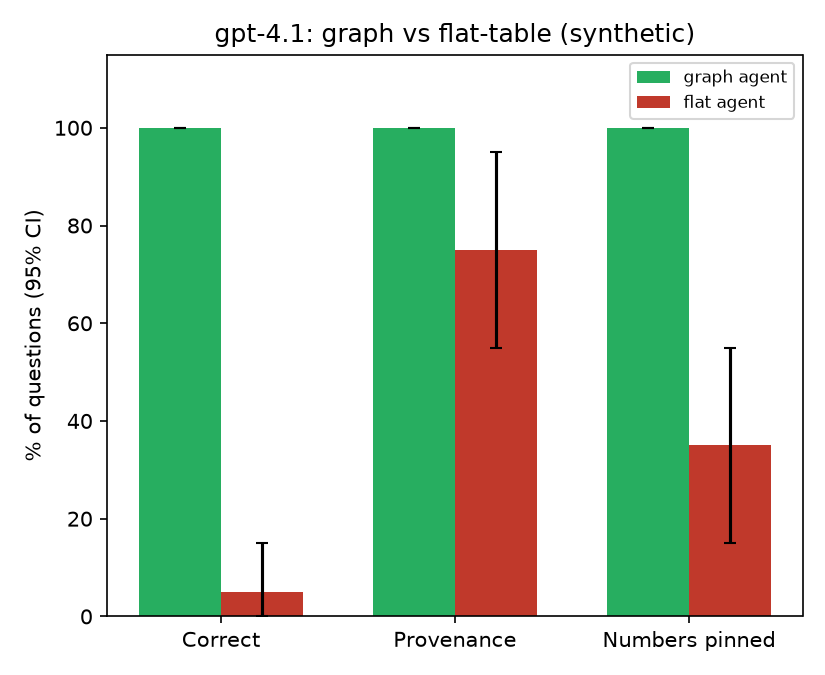 gpt-4.1: graph vs flat-table (synthetic)
graph agent
flat agent
% of questions (95% CI)
100
80
60
40
20
0
Correct
Provenance
Numbers pinned